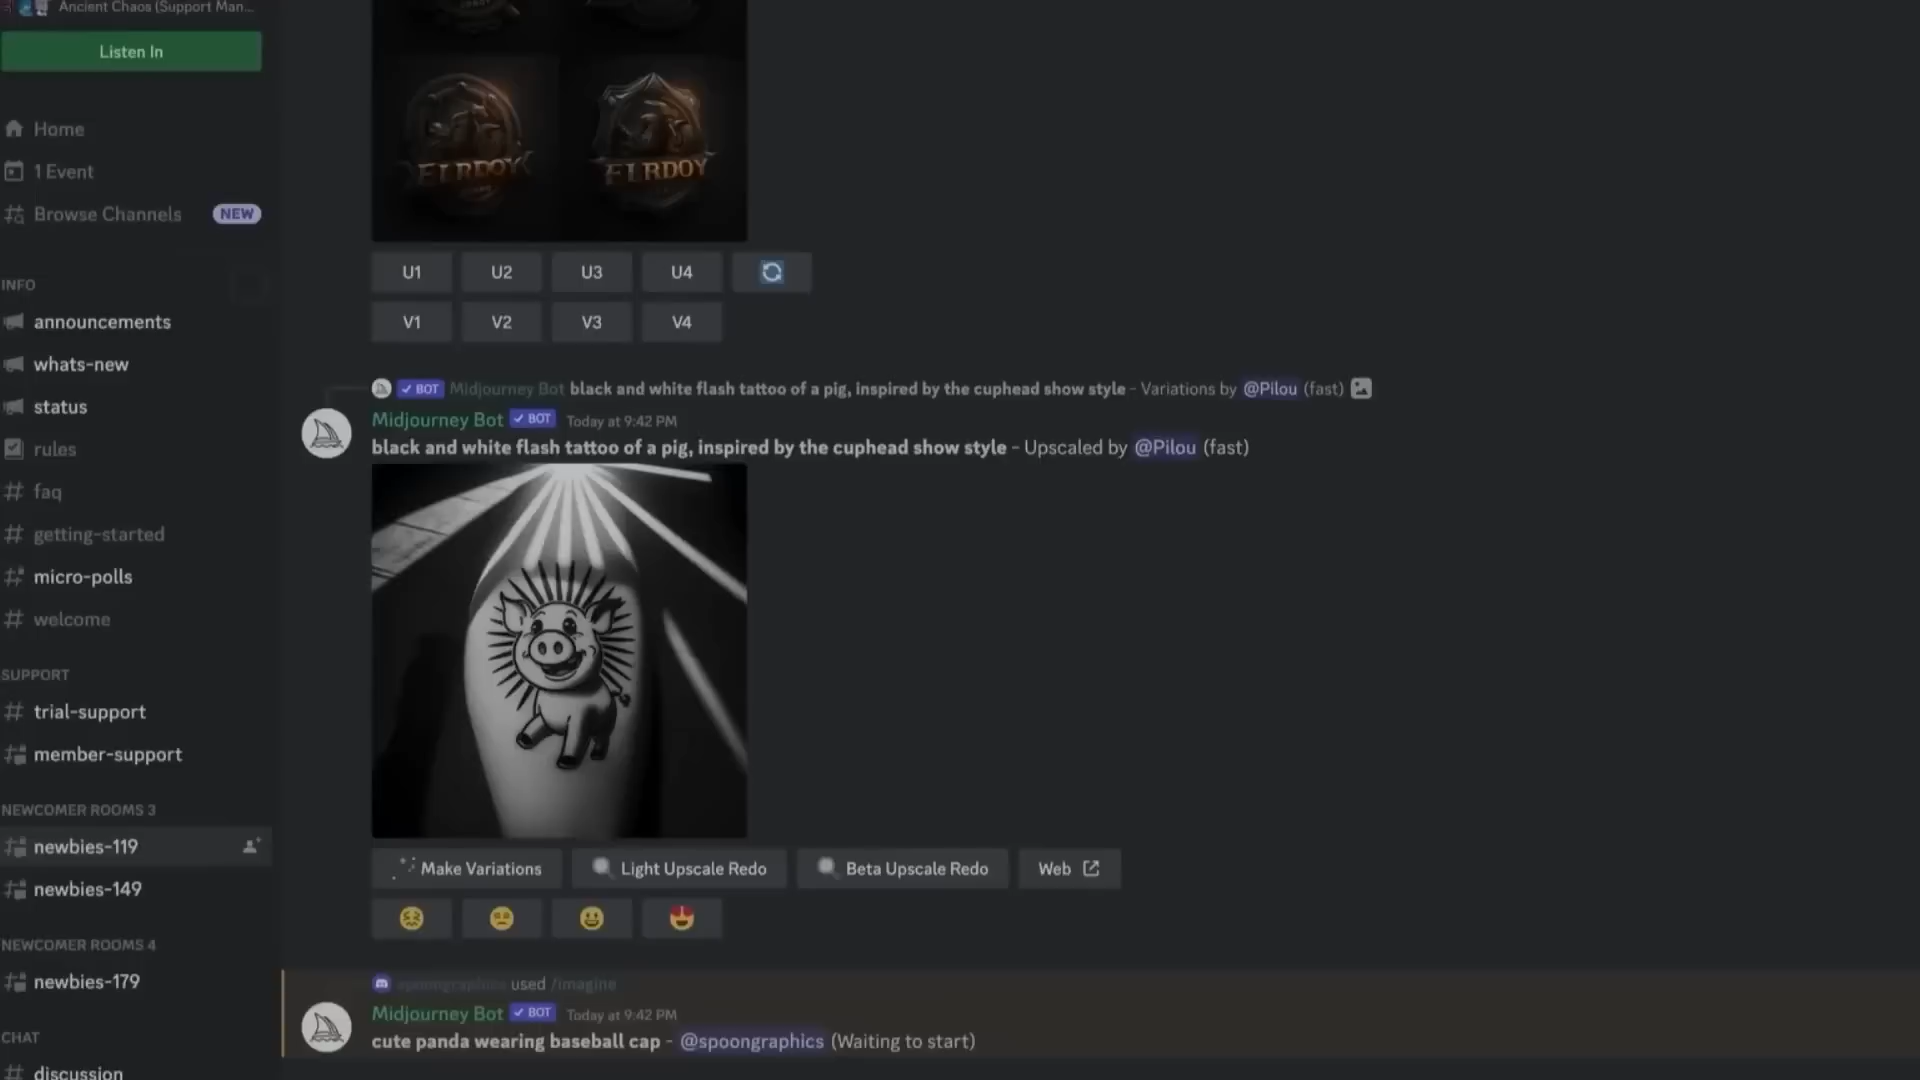 Ancient Chaos (Support Man...
Listen In
Home
1 Event
Browse Channels NEW
INFO
announcements
whats-new
status
rules
faq
getting-started
micro-polls
welcome
SUPPORT
trial-support
member-support
NEWCOMER ROOMS 3
newbies-119
newbies-149
NEWCOMER ROOMS 4
newbies-179
CHAT
discussion
ELRDOY
FLRDOY
U1 U2 U3 U4
V1 V2 V3 V4
BOT Midjourney Bot black and white flash tattoo of a pig, inspired by the cuphead show style - Variations by @Pilou (fast)
Midjourney Bot BOT Today at 9:42 PM
black and white flash tattoo of a pig, inspired by the cuphead show style - Upscaled by @Pilou (fast)
Make Variations Light Upscale Redo Beta Upscale Redo Web
spoongraphics used /imagine
Midjourney Bot BOT Today at 9:42 PM
cute panda wearing baseball cap - @spoongraphics (Waiting to start)